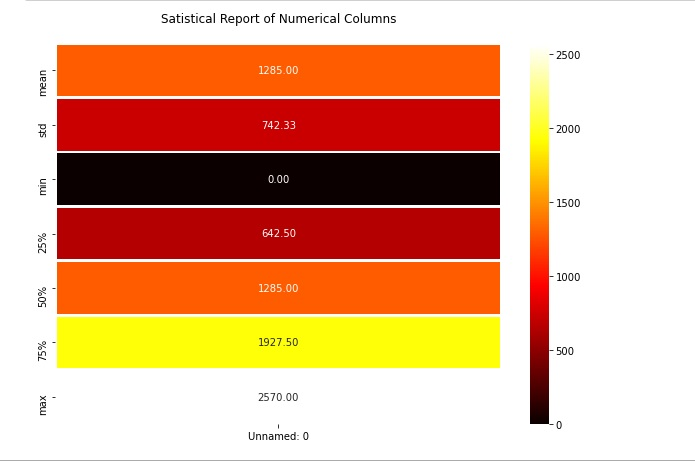 Satistical Report of Numerical Columns
mean
1285.00
std
742.33
min
0.00
25%
642.50
50%
1285.00
75%
1927.50
max
2570.00
Unnamed: 0
2500
2000
1500
1000
500
0